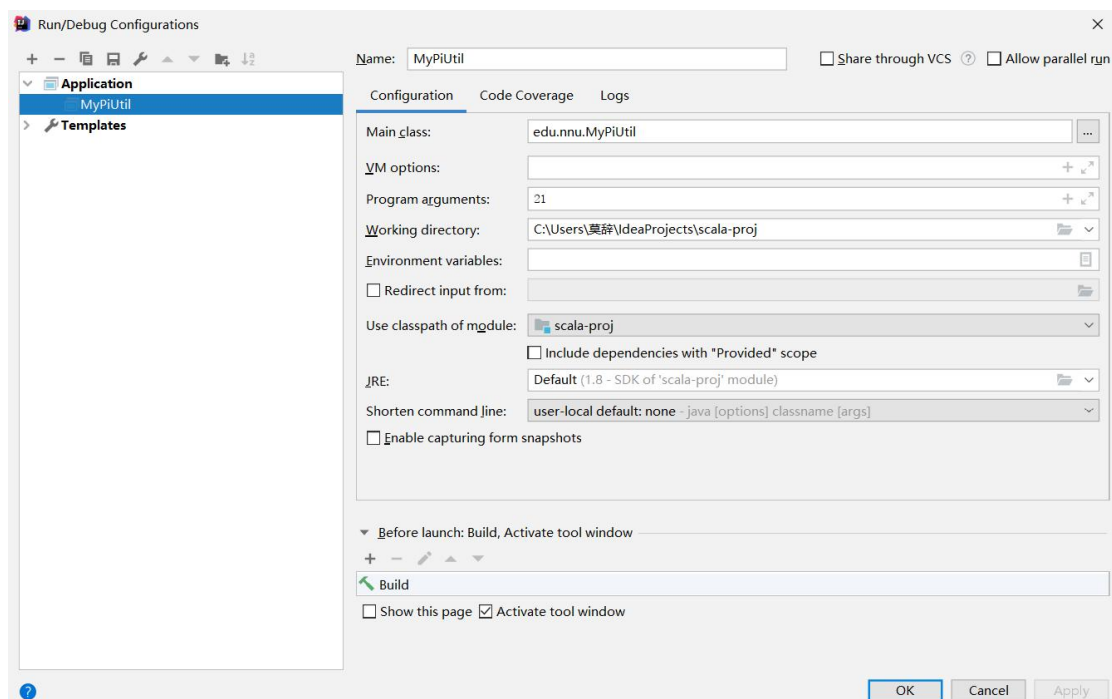 Run/Debug Configurations
Application
MyPiUtil
Templates
Name: MyPiUtil
Share through VCS ? Allow parallel run
Configuration Code Coverage Logs
Main class: edu.nnu.MyPiUtil ...
VM options:
Program arguments: 21
Working directory: C:\Users\莫辞\IdeaProjects\scala-proj
Environment variables:
Redirect input from:
Use classpath of module: scala-proj
Include dependencies with "Provided" scope
JRE: Default (1.8 - SDK of 'scala-proj' module)
Shorten command line: user-local default: none - java [options] classname [args]
Enable capturing form snapshots
Before launch: Build, Activate tool window
Build
Show this page Activate tool window
? OK Cancel Apply